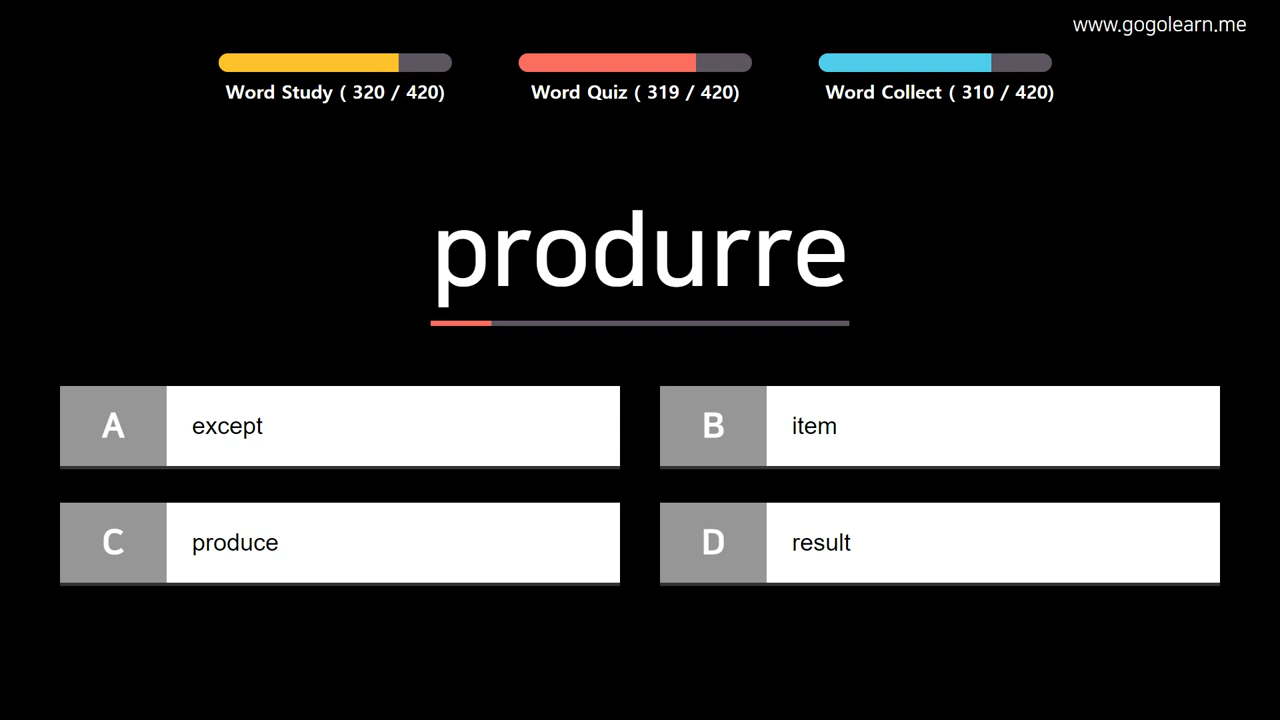 www.gogolearn.me
Word Study ( 320 / 420)
Word Quiz ( 319 / 420)
Word Collect ( 310 / 420)
produrre
A except
B item
C produce
D result